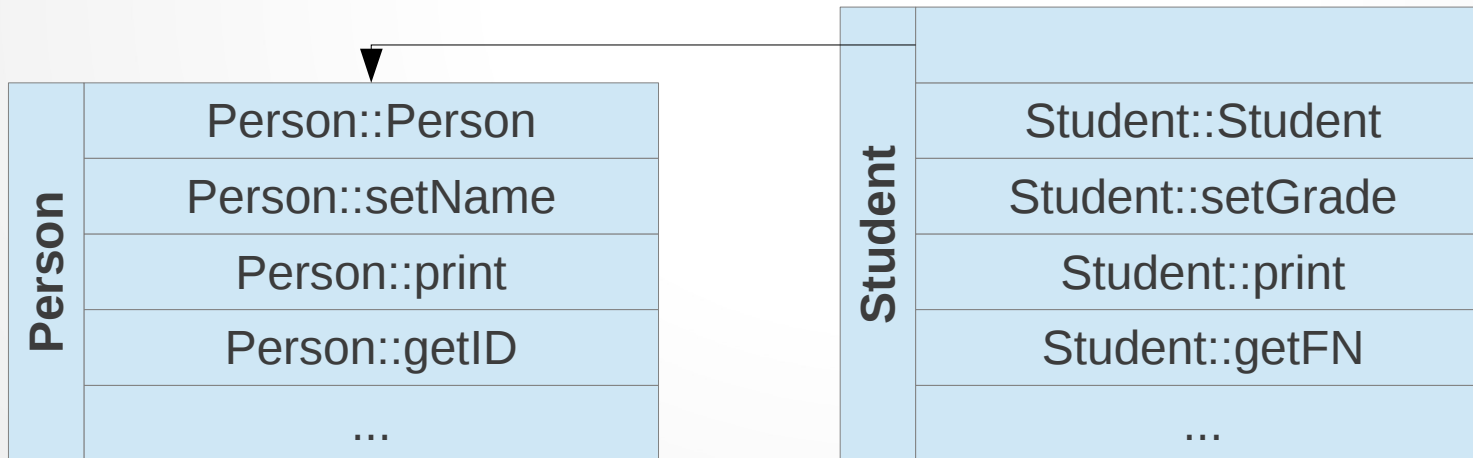 Person
Person::Person
Person::setName
Person::print
Person::getID
...
Student
Student::Student
Student::setGrade
Student::print
Student::getFN
...